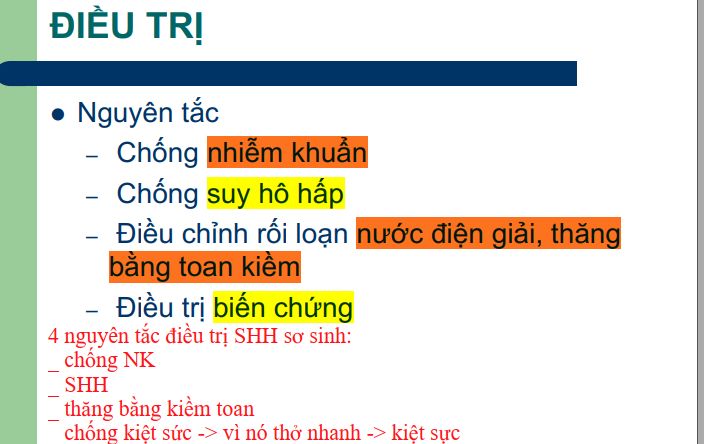 ĐIỀU TRỊ
● Nguyên tắc
– Chống nhiễm khuẩn
– Chống suy hô hấp
– Điều chỉnh rối loạn nước điện giải, thăng
bằng toan kiềm
– Điều trị biến chứng
4 nguyên tắc điều trị SHH sơ sinh:
_ chống NK
_ SHH
_ thăng bằng kiềm toan
_ chống kiệt sức -> vì nó thở nhanh -> kiệt sực